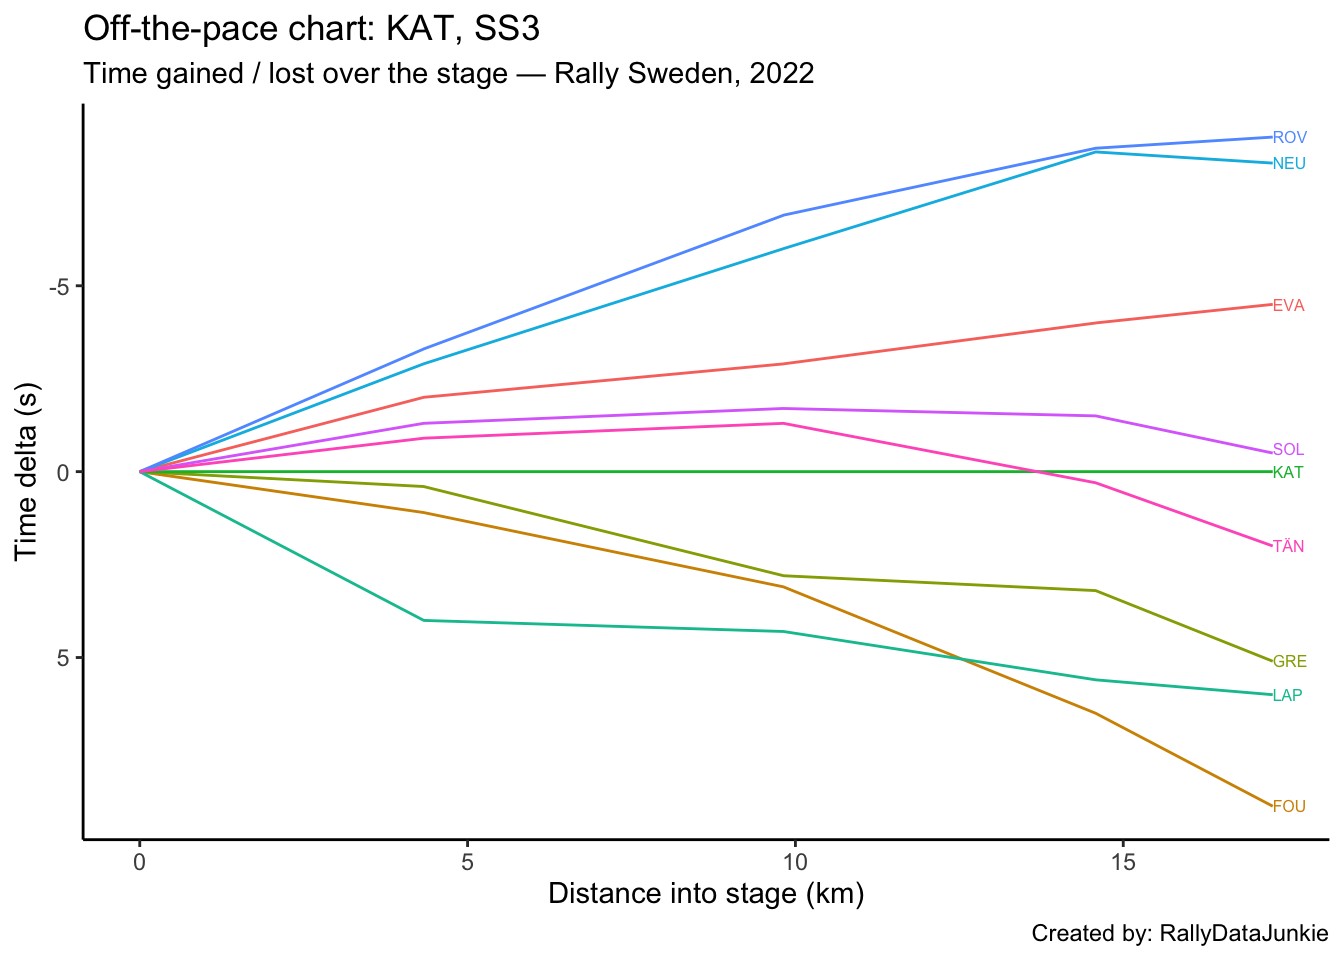 Off-the-pace chart: KAT, SS3
Time gained / lost over the stage — Rally Sweden, 2022
ROV
NEU
-5
EVA
SOL
0
KAT
TÄN
5
GRE
LAP
FOU
Time delta (s)
0 5 10 15
Distance into stage (km)
Created by: RallyDataJunkie